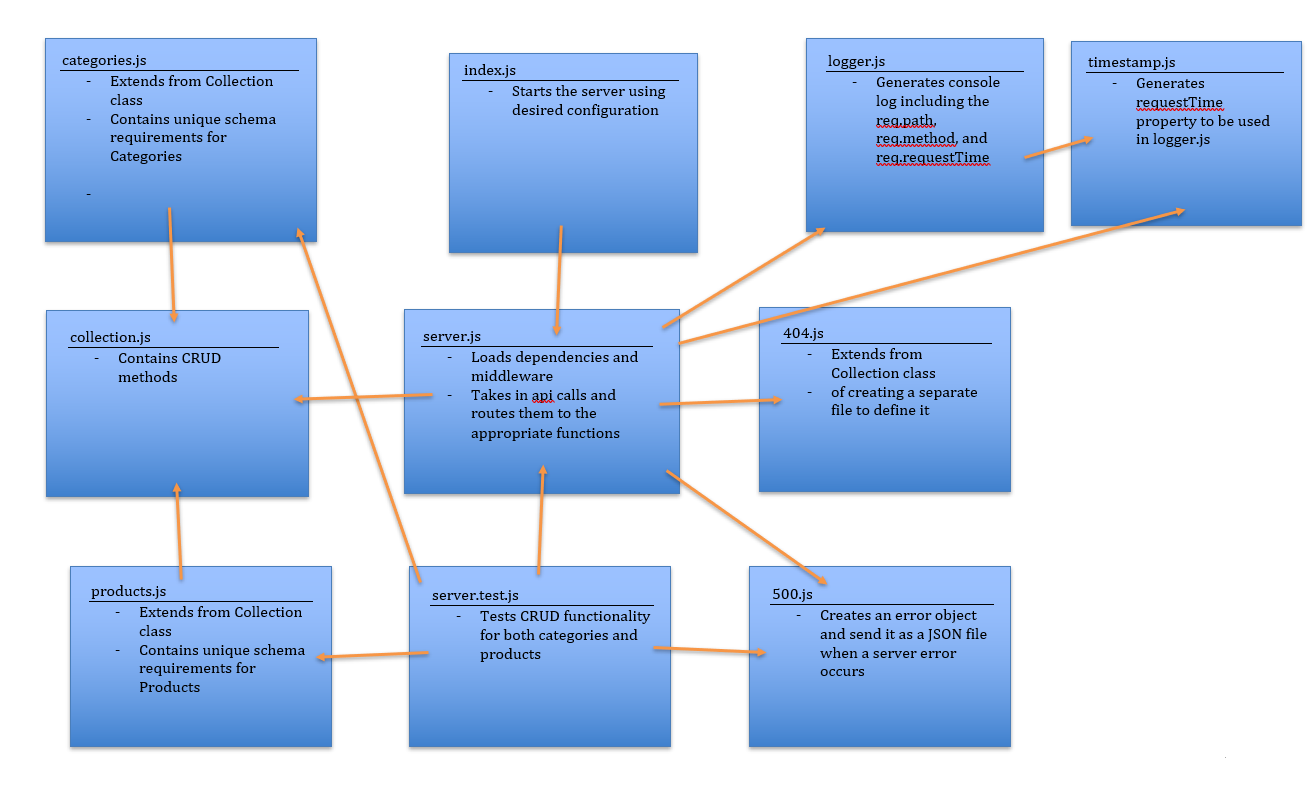 categories.js
- Extends from Collection
class
- Contains unique schema
requirements for
Categories
-
index.js
- Starts the server using
desired configuration
logger.js
- Generates console
log including the
req.path,
req.method, and
req.requestTime
timestamp.js
- Generates
requestTime
property to be used
in logger.js
collection.js
- Contains CRUD
methods
server.js
- Loads dependencies and
middleware
- Takes in api calls and
routes them to the
appropriate functions
404.js
- Extends from
Collection class
- of creating a separate
file to define it
products.js
- Extends from Collection
class
- Contains unique schema
requirements for
Products
server.test.js
- Tests CRUD functionality
for both categories and
products
500.js
- Creates an error object
and send it as a JSON file
when a server error
occurs